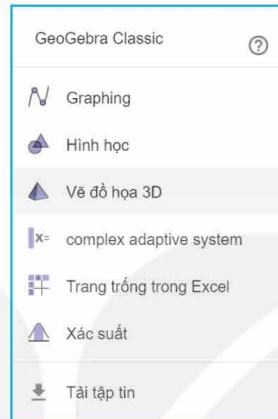 GeoGebra Classic
Graphing
Hình học
Vẽ đồ họa 3D
complex adaptive system
Trang trống trong Excel
Xác suất
Tải tập tin